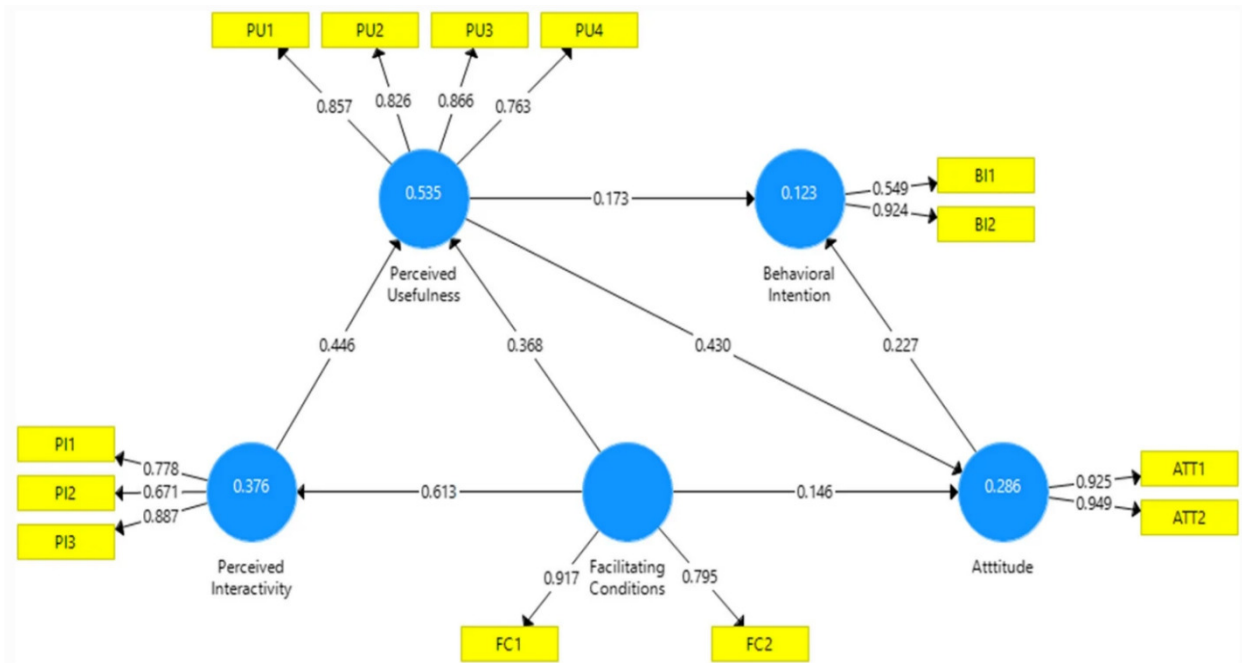 PU1 PU2 PU3 PU4
0.857 0.826 0.866 0.763
0.535
0.173
0.123
0.549
0.924
BI1
BI2
Perceived
Usefulness
Behavioral
Intention
0.446
0.368
0.430
0.227
PI1
PI2
PI3
0.778
0.671
0.887
0.376
0.613
0.146
0.286
0.925
0.949
ATT1
ATT2
Perceived
Interactivity
Facilitating
Conditions
Atttitude
0.917
0.795
FC1
FC2